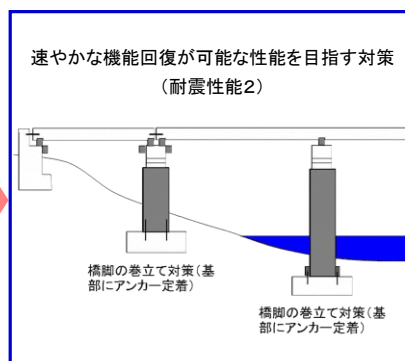 速やかな機能回復が可能な性能を目指す対策
（耐震性能2）
橋脚の巻立て対策（基
部にアンカー定着）
橋脚の巻立て対策（基
部にアンカー定着）